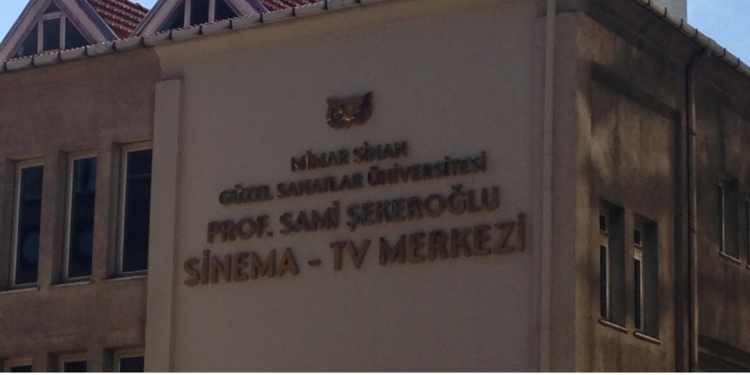 MİMAR SİNAN
GÜZEL SANATLAR ÜNİVERSİTESİ
PROF. SAMİ ŞEKEROĞLU
SİNEMA - TV MERKEZİ